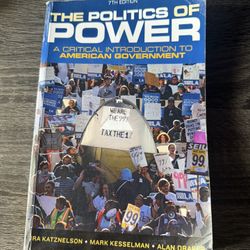 7TH EDITION
THE POLITICS OF
POWER
A CRITICAL INTRODUCTION TO
AMERICAN GOVERNMENT
WE ARE
THE 99%
TAX THE 1%
99
99
RA KATZNELSON • MARK KESSELMAN • ALAN DRAPER